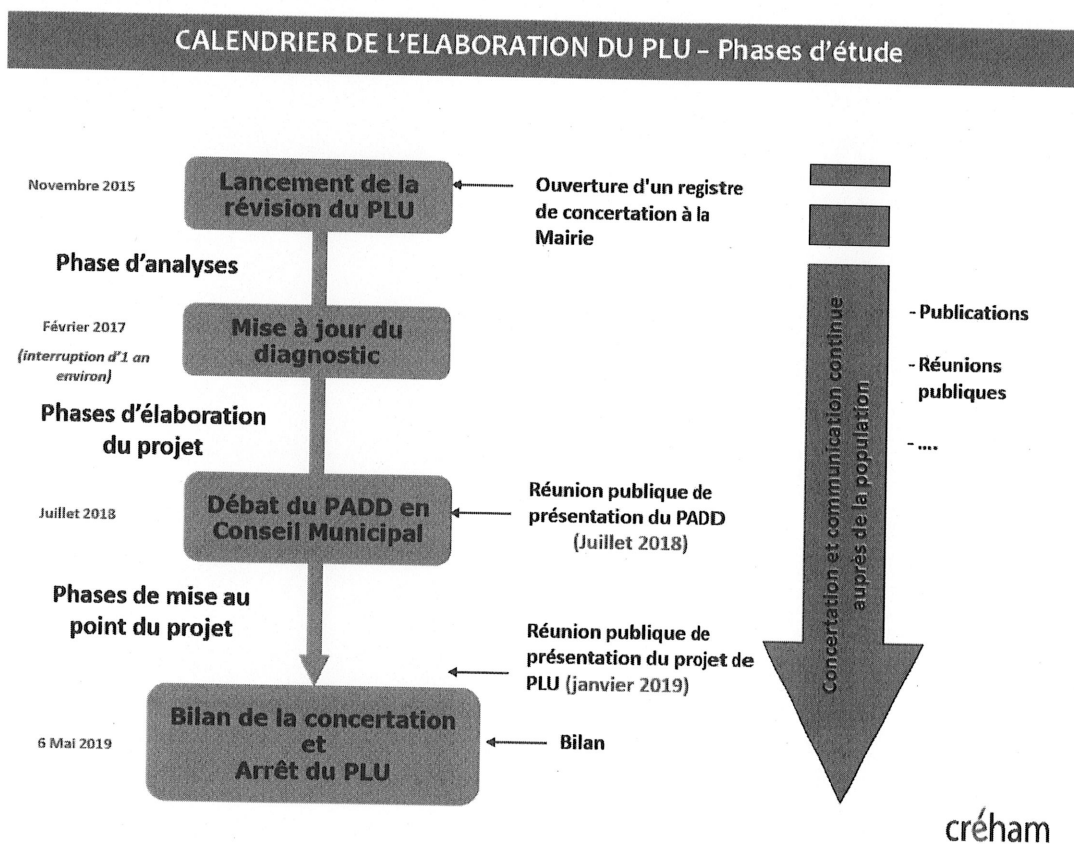 CALENDRIER DE L'ELABORATION DU PLU – Phases d'étude
Novembre 2015
Lancement de la
révision du PLU
Ouverture d'un registre
de concertation à la
Mairie
Phase d'analyses
Février 2017
(interruption d'1 an
environ)
Mise à jour du
diagnostic
Phases d'élaboration
du projet
Juillet 2018
Débat du PADD en
Conseil Municipal
Réunion publique de
présentation du PADD
(Juillet 2018)
Phases de mise au
point du projet
Réunion publique de
présentation du projet de
PLU (janvier 2019)
6 Mai 2019
Bilan de la concertation
et
Arrêt du PLU
Bilan
Concertation et communication continue
auprès de la population
- Publications
- Réunions
publiques
- ....
créham